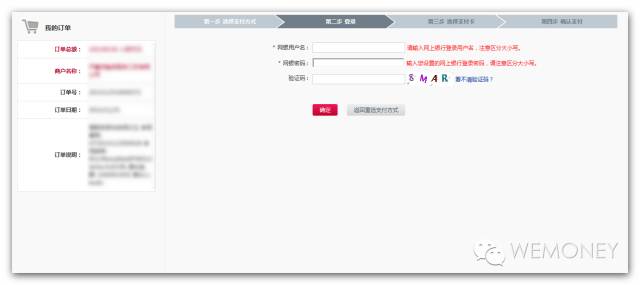 我的订单
订单总额：
商户名称：
订单号：
订单日期：
订单说明：
第一步 选择支付方式 第二步 登录 第三步 选择支付卡 第四步 确认支付
* 网银用户名： 请输入网上银行登录用户名，注意区分大小写。
* 网银密码： 输入您设置的网上银行登录密码，请注意区分大小写。
验证码： 8 M A R 看不清验证码？
确定 返回重选支付方式
WEMONEY